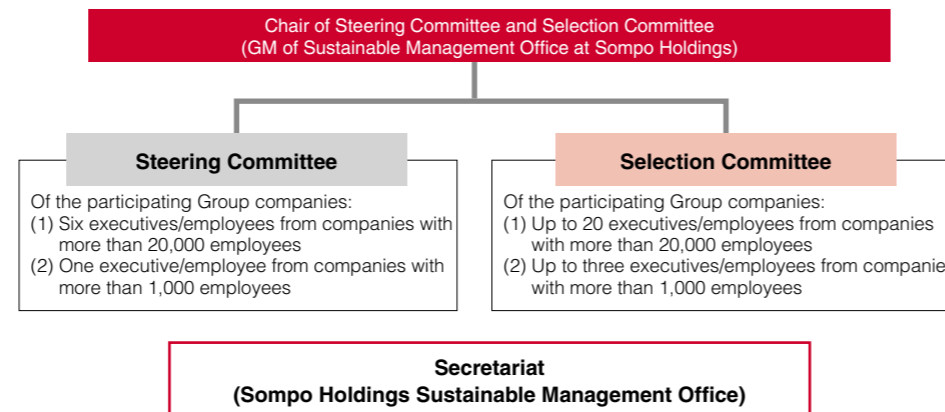 Chair of Steering Committee and Selection Committee
(GM of Sustainable Management Office at Sompo Holdings)
Steering Committee
Of the participating Group companies:
(1) Six executives/employees from companies with
more than 20,000 employees
(2) One executive/employee from companies with
more than 1,000 employees
Selection Committee
Of the participating Group companies:
(1) Up to 20 executives/employees from companies
with more than 20,000 employees
(2) Up to three executives/employees from companie
with more than 1,000 employees
Secretariat
(Sompo Holdings Sustainable Management Office)